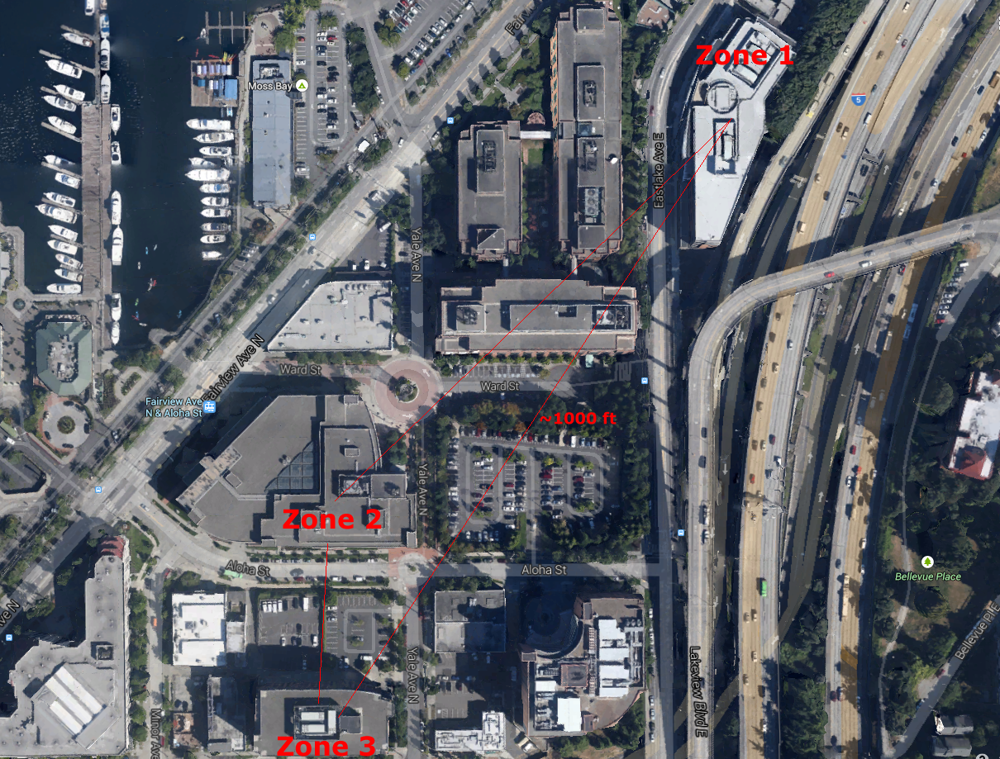 Fair
Zone 1
Moss Bay
5
Eastlake Ave E
Yale Ave N
Fairview Ave N
Ward St
Ward St
Fairview Ave
N & Aloha St
~1000 ft
Yale Ave N
Zone 2
Aloha St
Aloha St
Bellevue Place
Ave N
Bellevue Pl E
Yale Ave N
Lakeview Blvd E
Minor Ave
Zone 3